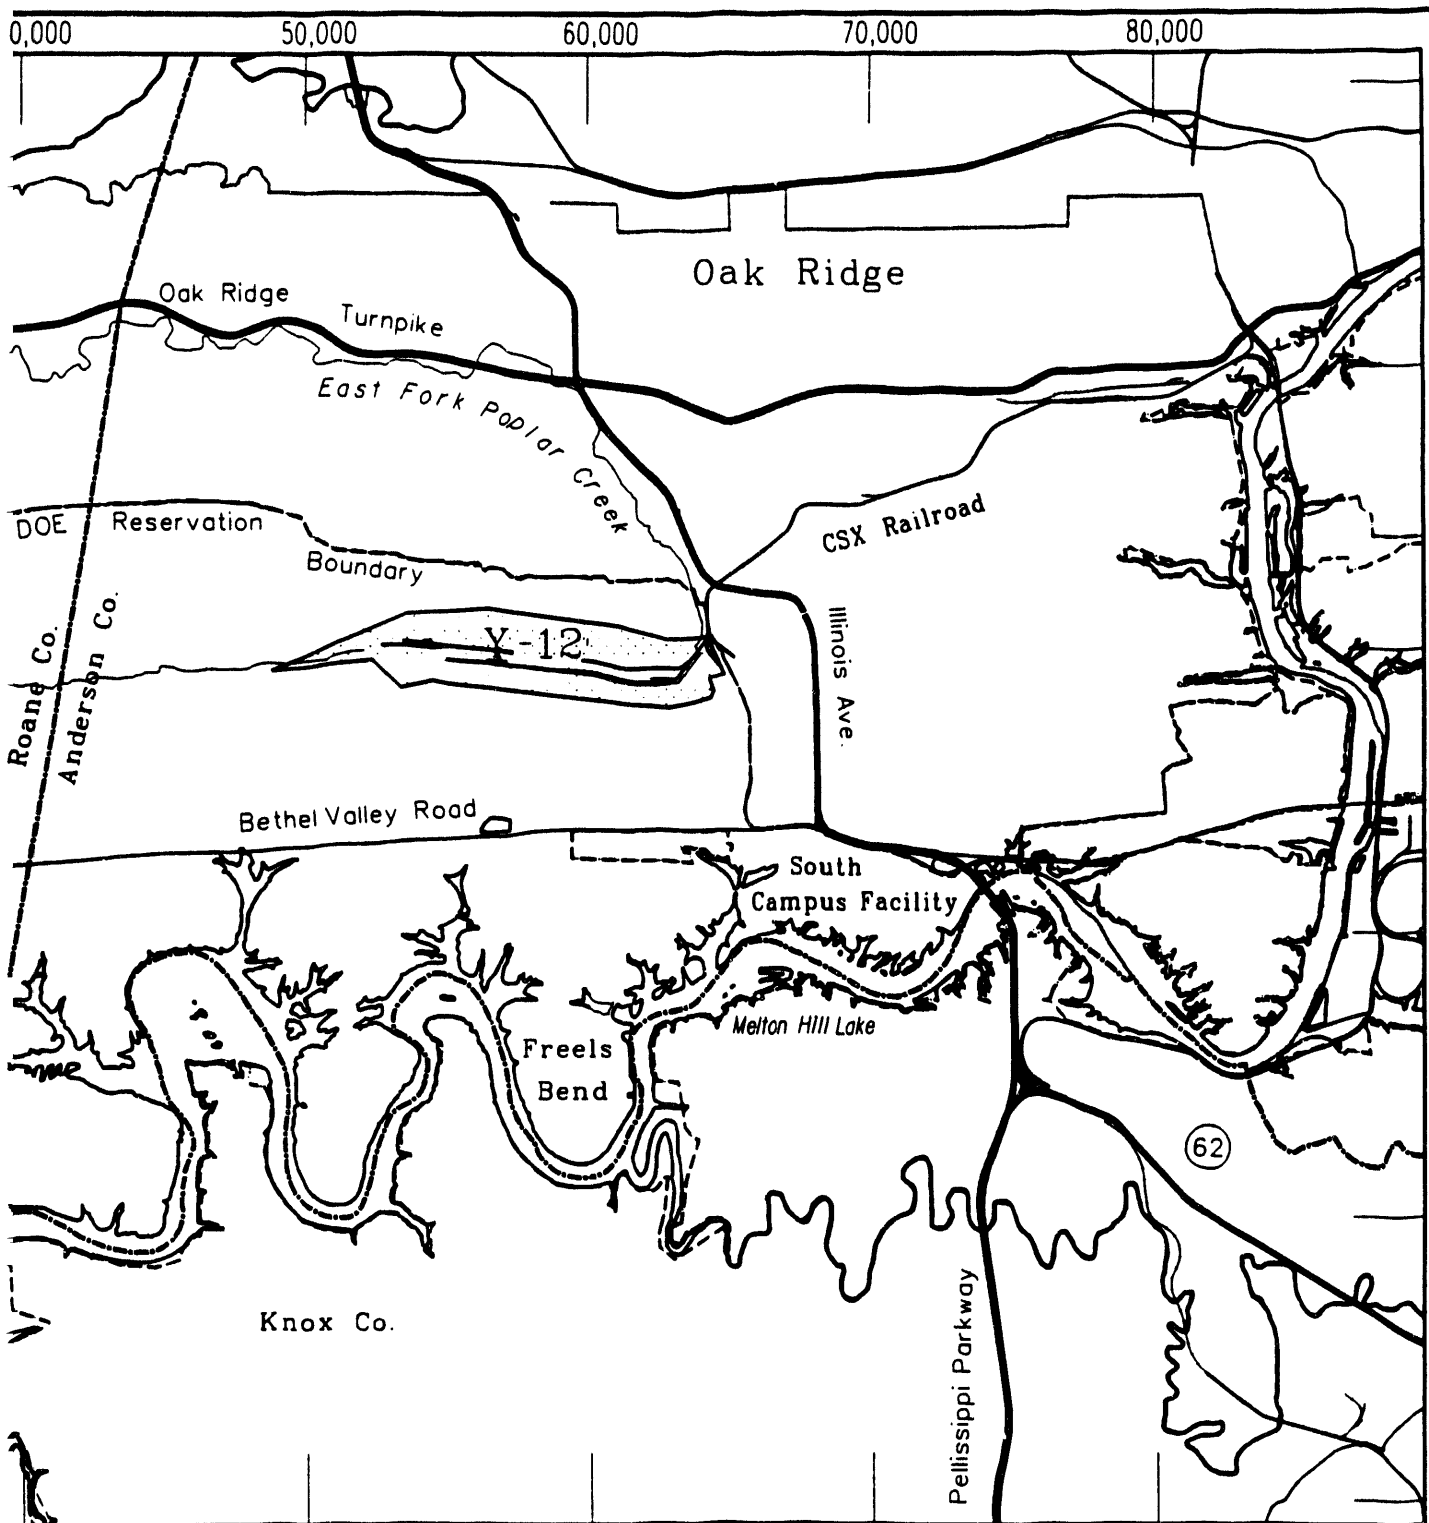 0,000 50,000 60,000 70,000 80,000
Oak Ridge
Oak Ridge
Turnpike
East Fork Poplar Creek
CSX Railroad
DOE Reservation
Boundary
Y-12
Illinois Ave.
Roane Co.
Anderson Co.
Bethel Valley Road
South
Campus Facility
Melton Hill Lake
Freels
Bend
62
Knox Co.
Pellissippi Parkway